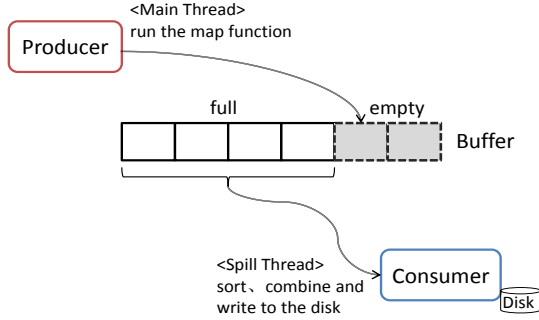 <Main Thread>
run the map function
Producer
full
empty
Buffer
<Spill Thread>
sort、combine and
write to the disk
Consumer
Disk